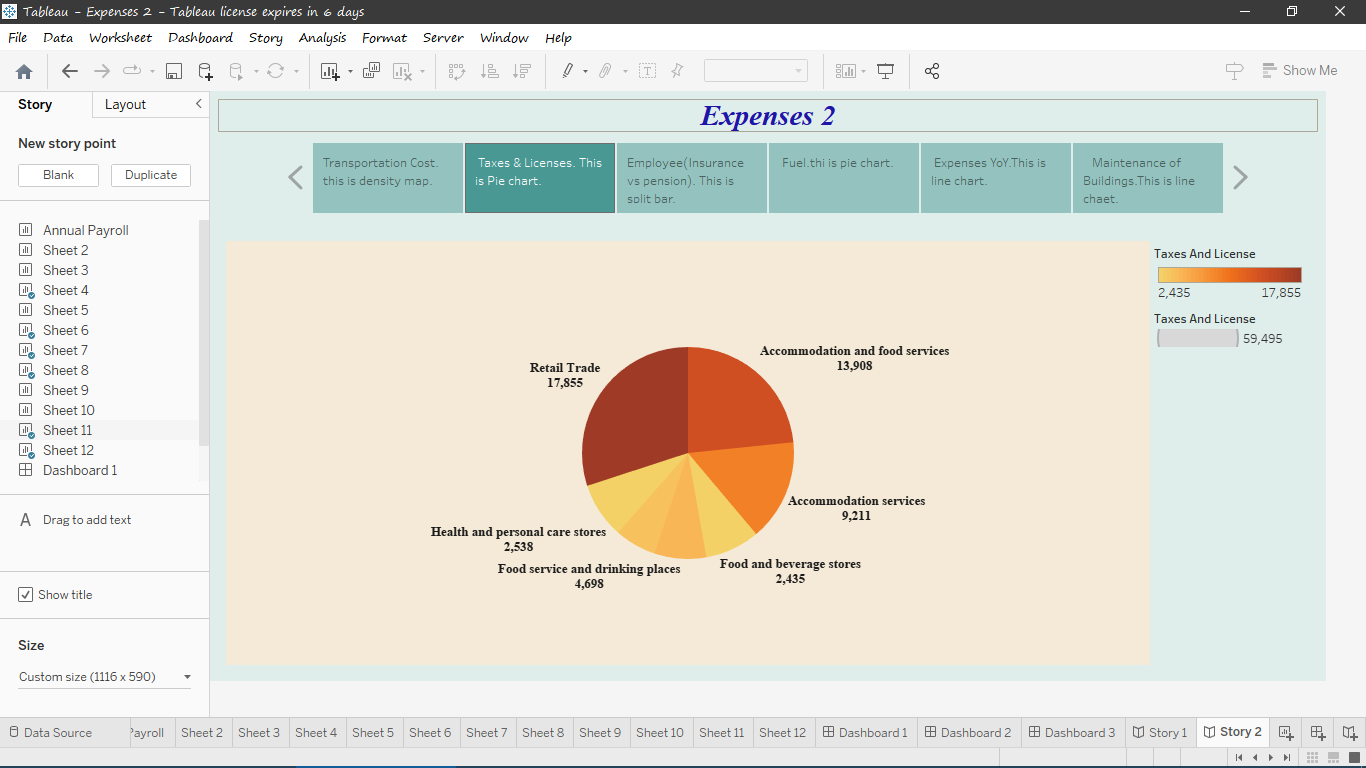 Tableau - Expenses 2 - Tableau license expires in 6 days
File Data Worksheet Dashboard Story Analysis Format Server Window Help
Show Me
Story Layout
New story point
Blank Duplicate
Annual Payroll
Sheet 2
Sheet 3
Sheet 4
Sheet 5
Sheet 6
Sheet 7
Sheet 8
Sheet 9
Sheet 10
Sheet 11
Sheet 12
Dashboard 1
A Drag to add text
Show title
Size
Custom size (1116 x 590)
Expenses 2
Transportation Cost.
this is density map.
Taxes & Licenses. This
is Pie chart.
Employee(Insurance
vs pension). This is
solit bar.
Fuel.thi is pie chart.
Expenses YoY.This is
line chart.
Maintenance of
Buildings.This is line
chaet.
Retail Trade
17,855
Accommodation and food services
13,908
Accommodation services
9,211
Food and beverage stores
2,435
Food service and drinking places
4,698
Health and personal care stores
2,538
Taxes And License
2,435 17,855
Taxes And License
59,495
Data Source Payroll Sheet 2 Sheet 3 Sheet 4 Sheet 5 Sheet 6 Sheet 7 Sheet 8 Sheet 9 Sheet 10 Sheet 11 Sheet 12 Dashboard 1 Dashboard 2 Dashboard 3 Story 1 Story 2